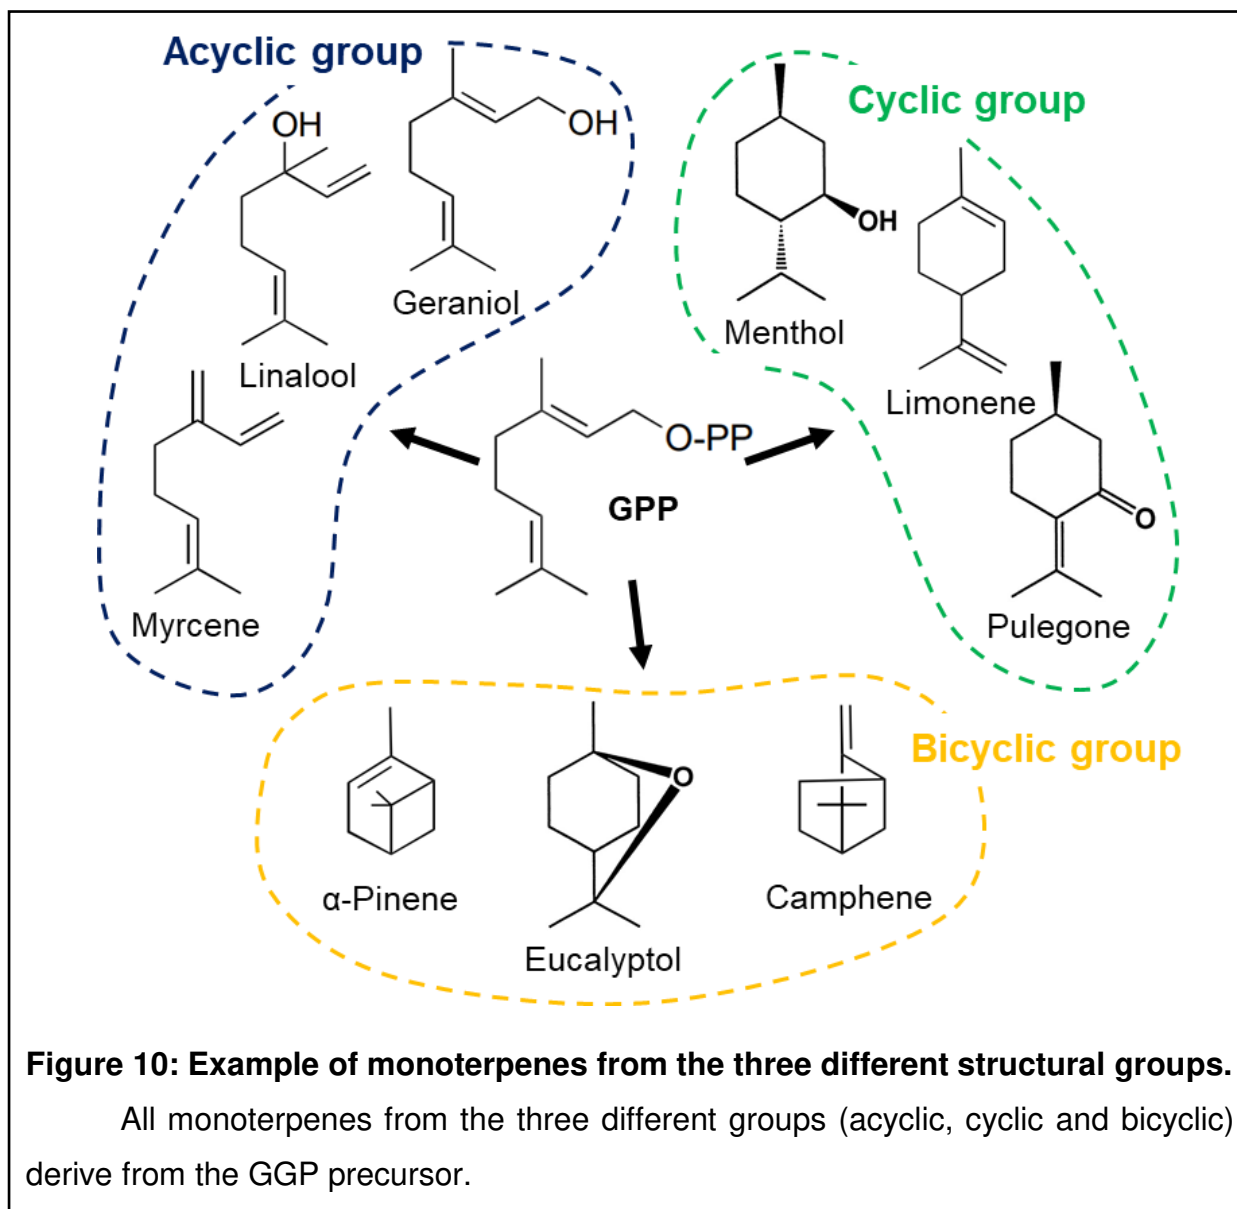 Acyclic group
OH
OH
Geraniol
Linalool
Myrcene
Cyclic group
OH
Menthol
Limonene
O
Pulegone
O-PP
GPP
Bicyclic group
O
α-Pinene
Eucalyptol
Camphene
Figure 10: Example of monoterpenes from the three different structural groups.
All monoterpenes from the three different groups (acyclic, cyclic and bicyclic)
derive from the GGP precursor.